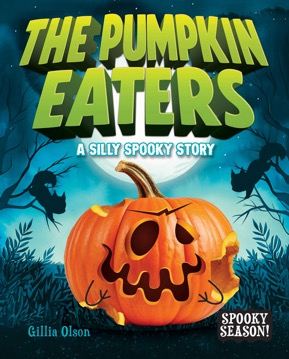 THE PUMPKIN
EATERS
A SILLY SPOOKY STORY
Gillia Olson
SPOOKY
SEASON!